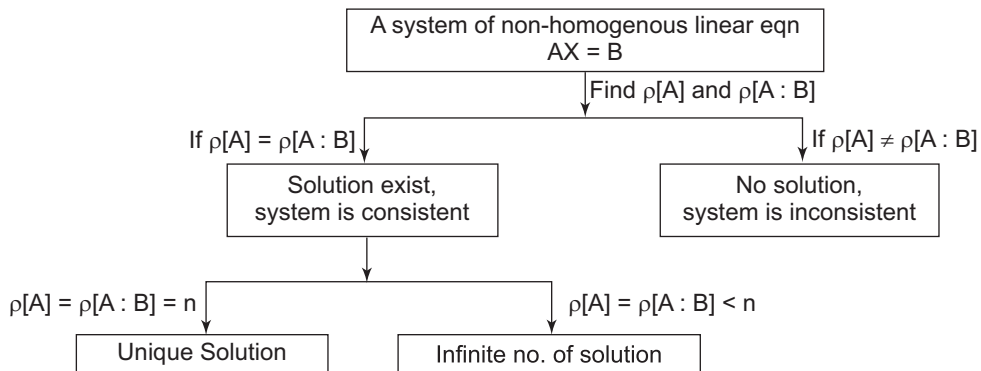 A system of non-homogenous linear eqn
AX = B
Find ρ[A] and ρ[A : B]
If ρ[A] = ρ[A : B]
If ρ[A] ≠ ρ[A : B]
Solution exist,
system is consistent
No solution,
system is inconsistent
ρ[A] = ρ[A : B] = n
ρ[A] = ρ[A : B] < n
Unique Solution
Infinite no. of solution